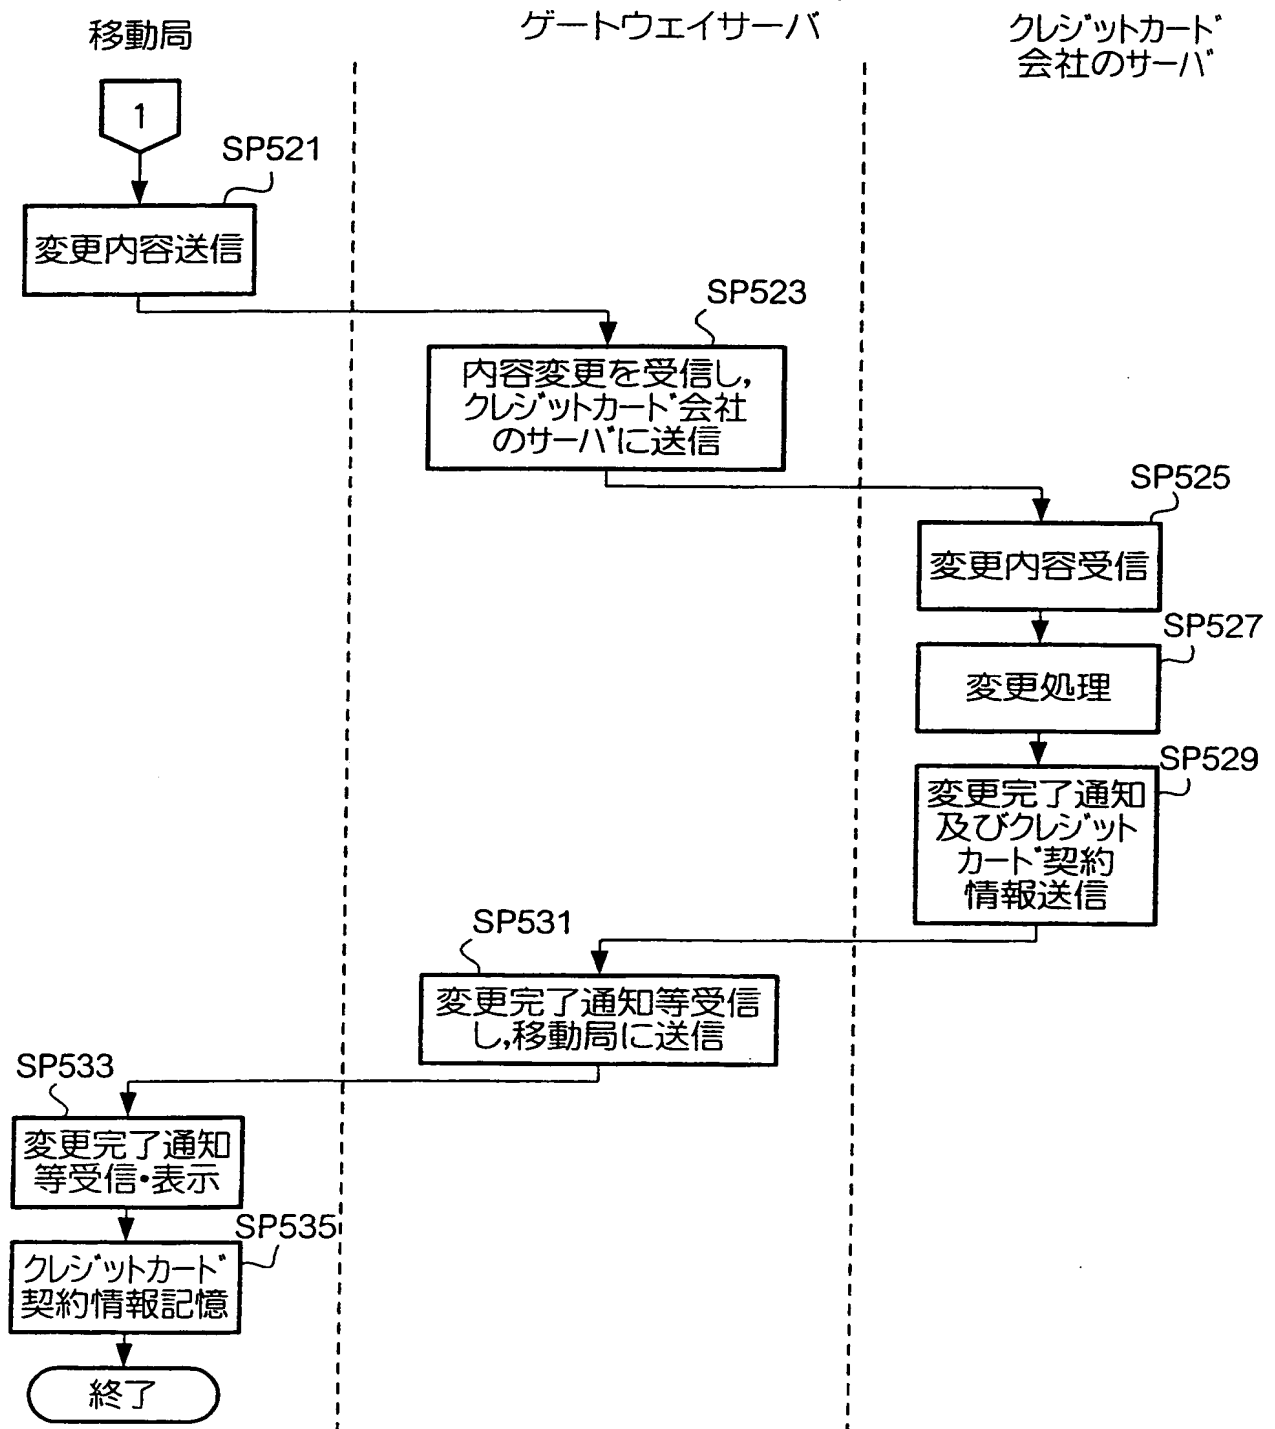 移動局
ゲートウェイサーバ
クレジットカード
会社のサーバ
1
SP521
変更内容送信
SP523
内容変更を受信し,
クレジットカード会社
のサーバに送信
SP525
変更内容受信
SP527
変更処理
SP529
変更完了通知
及びクレジット
カード契約
情報送信
SP531
変更完了通知等受信
し,移動局に送信
SP533
変更完了通知
等受信・表示
SP535
クレジットカード
契約情報記憶
終了